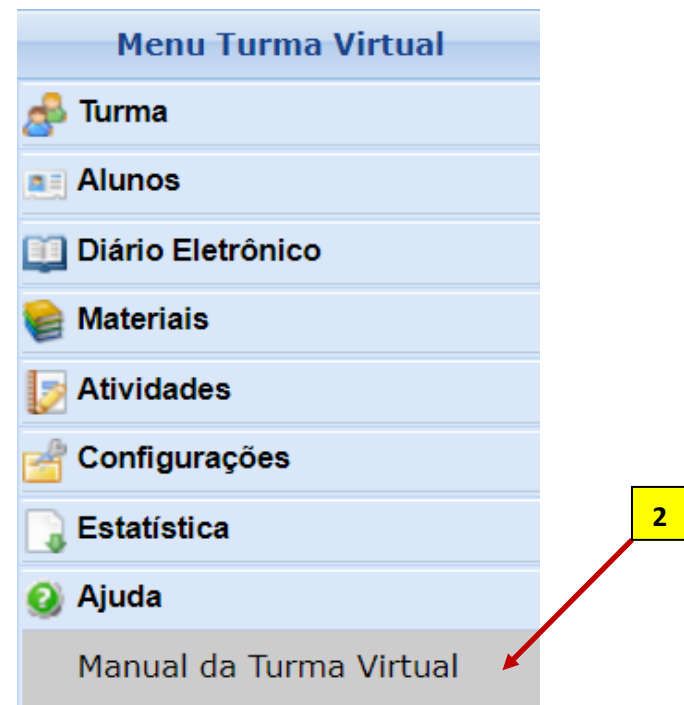 Menu Turma Virtual
Turma
Alunos
Diário Eletrônico
Materiais
Atividades
Configurações
Estatística
2
Ajuda
Manual da Turma Virtual